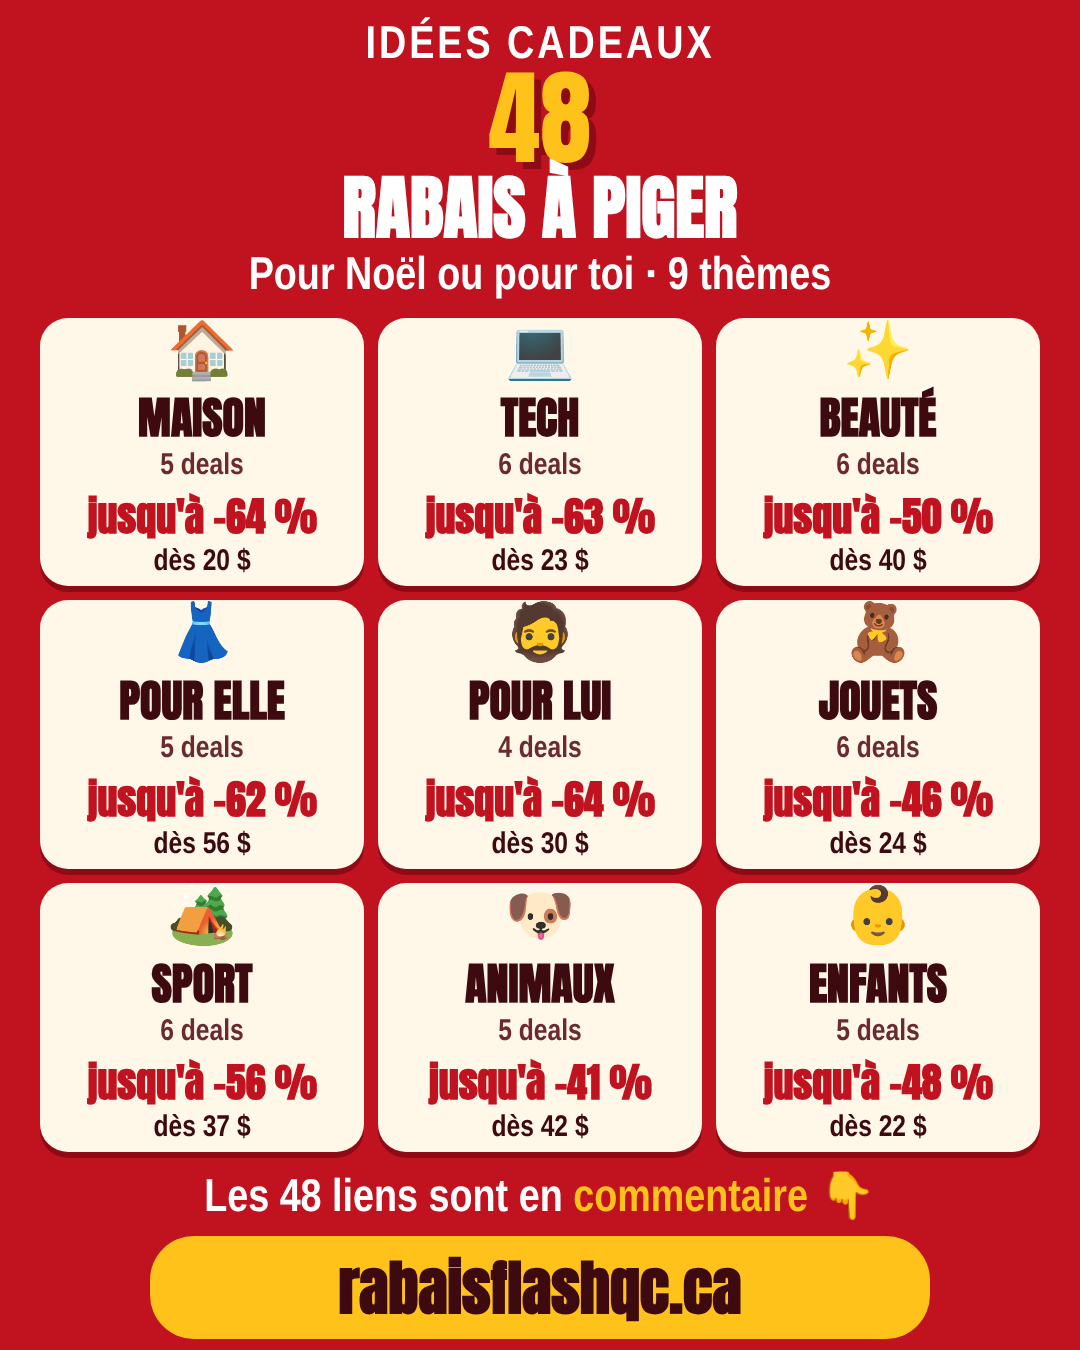 IDÉES CADEAUX
48
RABAIS À PIGER
Pour Noël ou pour toi · 9 thèmes
MAISON
5 deals
jusqu'à -64 %
dès 20 $
TECH
6 deals
jusqu'à -63 %
dès 23 $
BEAUTÉ
6 deals
jusqu'à -50 %
dès 40 $
POUR ELLE
5 deals
jusqu'à -62 %
dès 56 $
POUR LUI
4 deals
jusqu'à -64 %
dès 30 $
JOUETS
6 deals
jusqu'à -46 %
dès 24 $
SPORT
6 deals
jusqu'à -56 %
dès 37 $
ANIMAUX
5 deals
jusqu'à -41 %
dès 42 $
ENFANTS
5 deals
jusqu'à -48 %
dès 22 $
Les 48 liens sont en commentaire 👇
rabaisflashqc.ca